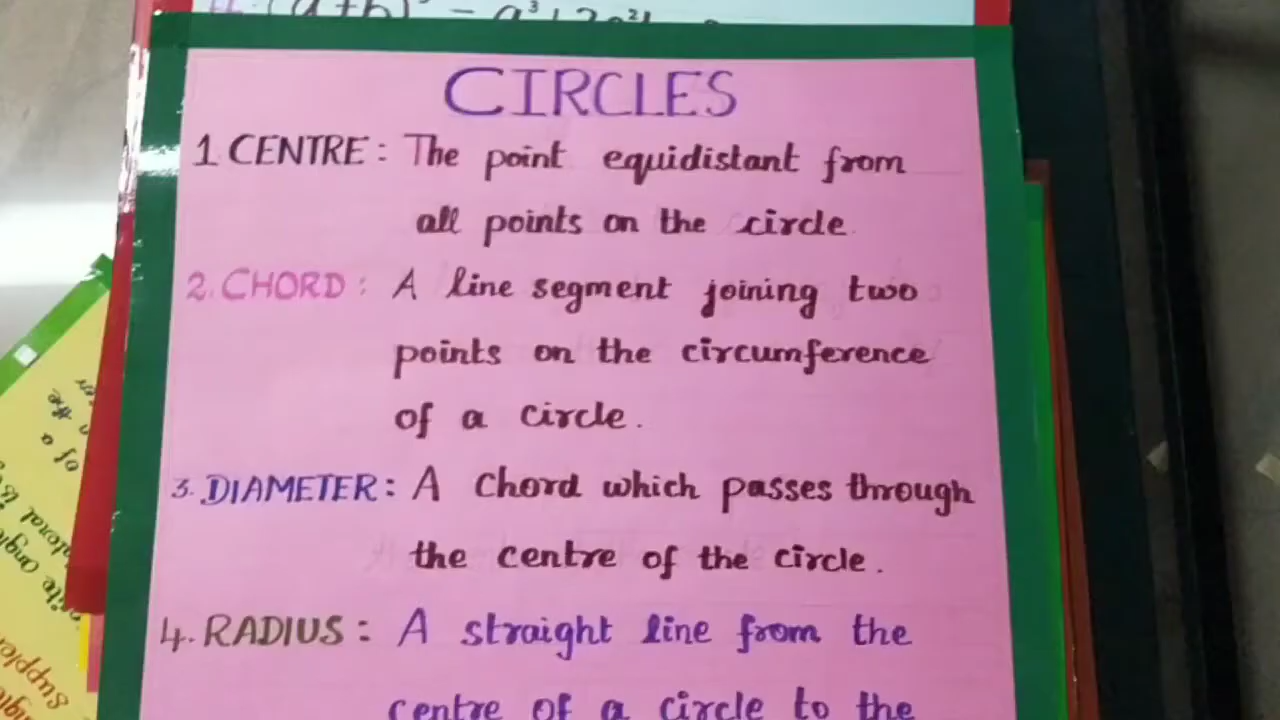 CIRCLES
1 CENTRE: The point equidistant from
all points on the circle
2. CHORD: A line segment joining two
points on the circumference
of a circle.
3. DIAMETER: A Chord which passes through
the centre of the circle.
4. RADIUS: A straight line from the
centre of a circle to the